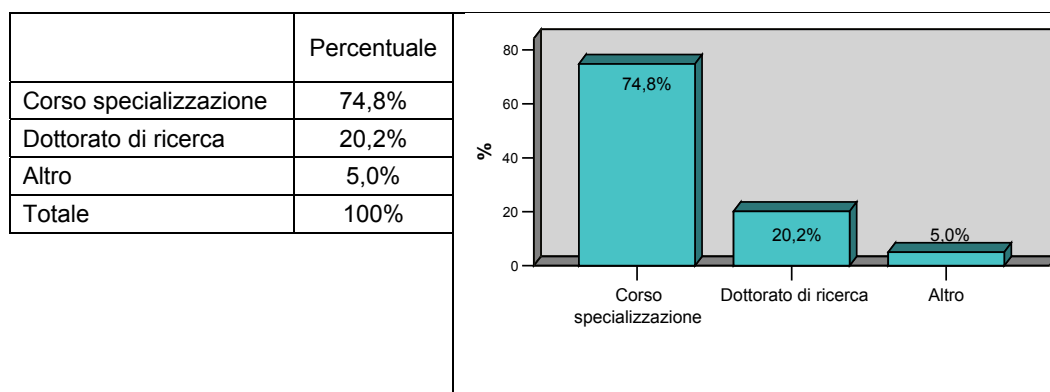 Percentuale
Corso specializzazione 74,8%
Dottorato di ricerca 20,2%
Altro 5,0%
Totale 100%
80
60
40
20
0
%
74,8%
20,2%
5,0%
Corso
specializzazione
Dottorato di ricerca
Altro